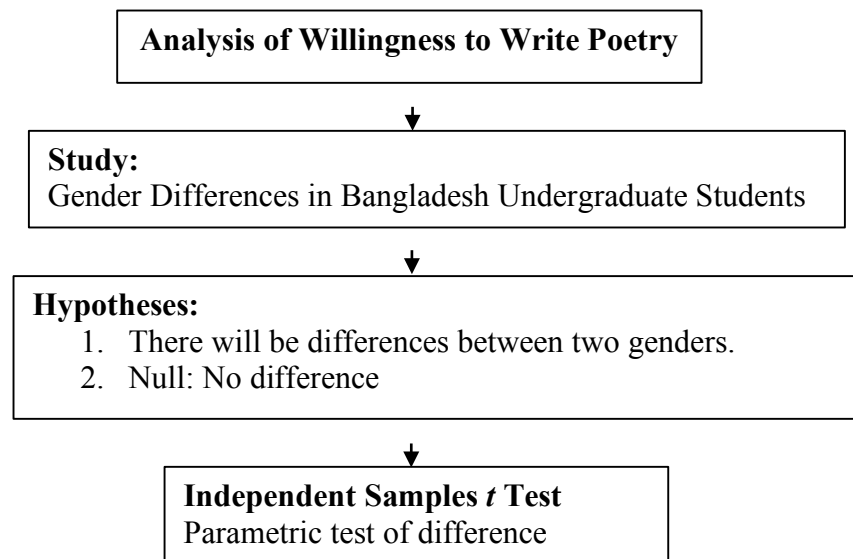 Analysis of Willingness to Write Poetry
Study:
Gender Differences in Bangladesh Undergraduate Students
Hypotheses:
1. There will be differences between two genders.
2. Null: No difference
Independent Samples t Test
Parametric test of difference